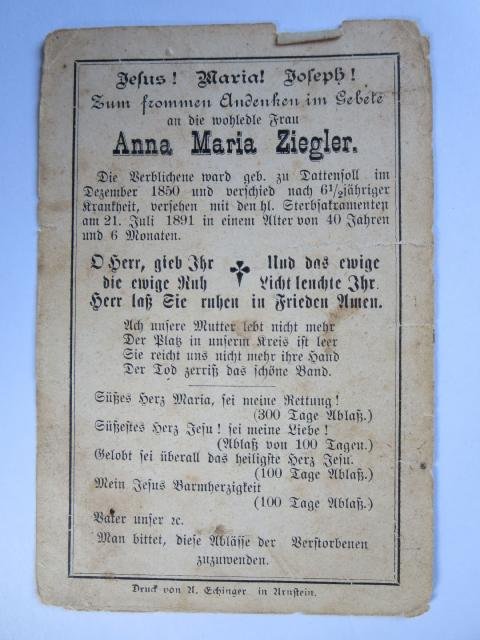 Jesus! Maria! Joseph!
Zum frommen Andenken im Gebete
an die wohledle Frau
Anna Maria Ziegler.
Die Verblichene ward geb. zu Dattensoll im
Dezember 1850 und verschied nach 6 1/2jähriger
Krankheit, versehen mit den hl. Sterbsakramenten
am 21. Juli 1891 in einem Alter von 40 Jahren
und 6 Monaten.
O Herr, gieb Ihr
die ewige Ruh
✝
Und das ewige
Licht leuchte Ihr.
Herr laß Sie ruhen in Frieden Amen.
Ach unsere Mutter lebt nicht mehr
Der Platz in unserm Kreis ist leer
Sie reicht uns nicht mehr ihre Hand
Der Tod zerriß das schöne Band.
Süßes Herz Maria, sei meine Rettung!
(300 Tage Ablaß.)
Süßestes Herz Jesu! sei meine Liebe!
(Ablaß von 100 Tagen.)
Gelobt sei überall das heiligste Herz Jesu.
(100 Tage Ablaß.)
Mein Jesus Barmherzigkeit
(100 Tage Ablaß.)
Vater unser ꝛc.
Man bittet, diese Ablässe der Verstorbenen
zuzuwenden.
Druck von A. Echinger, in Arnstein.